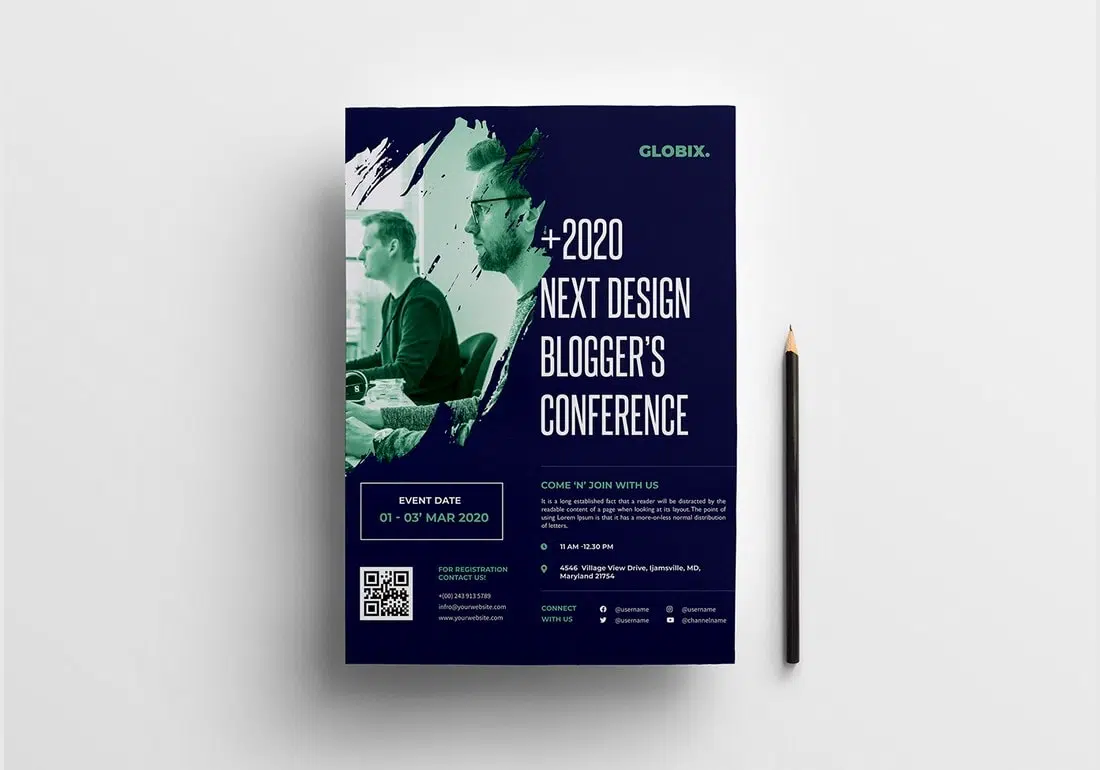 GLOBIX.
+2020
NEXT DESIGN
BLOGGER'S
CONFERENCE
EVENT DATE
01 - 03' MAR 2020
COME 'N' JOIN WITH US
It is a long established fact that a reader will be distracted by the
readable content of a page when looking at its layout. The point of
using Lorem Ipsum is that it has a more-or-less normal distribution
of letters.
11 AM -12.30 PM
4546 Village View Drive, Ijamsville, MD,
Maryland 21754
FOR REGISTRATION
CONTACT US!
+(00) 243 913 5789
innfro@yourwebsite.com
www.yourwebsite.com
CONNECT
WITH US
@username
@username
@username
@channelname